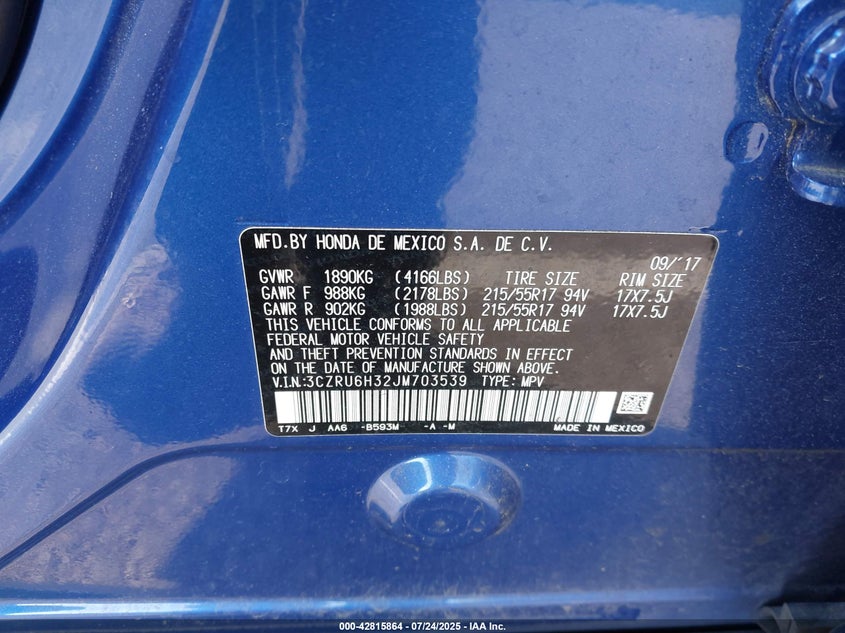 MFD.BY HONDA DE MEXICO S.A. DE C.V.
09/'17
GVWR 1890KG (4166LBS) TIRE SIZE RIM SIZE
GAWR F 988KG (2178LBS) 215/55R17 94V 17X7.5J
GAWR R 902KG (1988LBS) 215/55R17 94V 17X7.5J
THIS VEHICLE CONFORMS TO ALL APPLICABLE
FEDERAL MOTOR VEHICLE SAFETY
AND THEFT PREVENTION STANDARDS IN EFFECT
ON THE DATE OF MANUFACTURE SHOWN ABOVE.
V.I.N.:3CZRU6H32JM703539 TYPE: MPV
T7X J AA6 -B593M -A -M MADE IN MEXICO
000-42815864 / 07/24/2025 - IAA Inc.